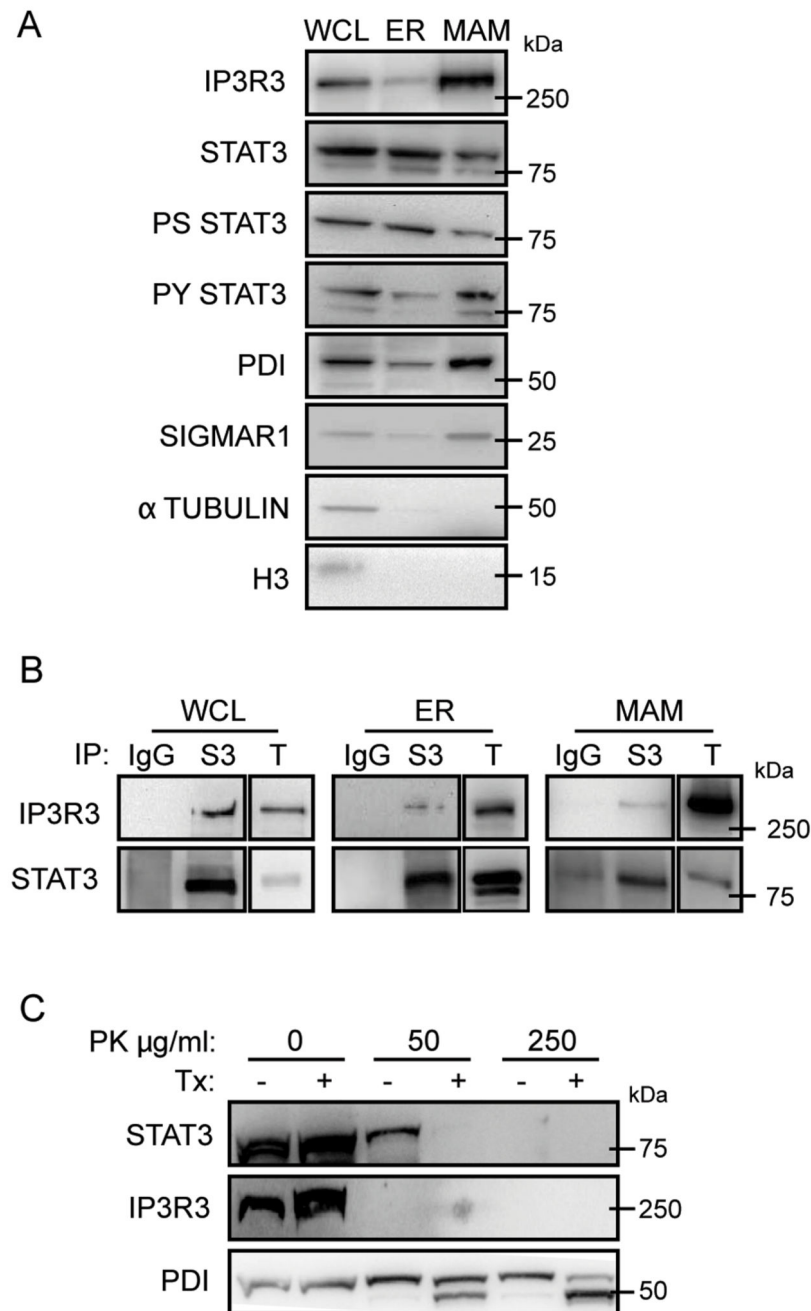 A
WCL ER MAM kDa
IP3R3 250
STAT3 75
PS STAT3 75
PY STAT3 75
PDI 50
SIGMAR1 25
α TUBULIN 50
H3 15
B
WCL ER MAM
IP: IgG S3 T IgG S3 T IgG S3 T kDa
IP3R3 250
STAT3 75
C
PK µg/ml: 0 50 250
Tx: - + - + - + kDa
STAT3 75
IP3R3 250
PDI 50